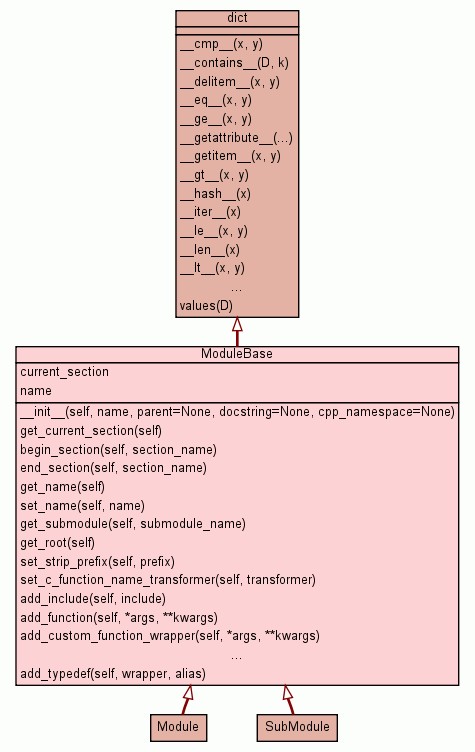 dict
__cmp__(x, y)
__contains__(D, k)
__delitem__(x, y)
__eq__(x, y)
__ge__(x, y)
__getattribute__(...)
__getitem__(x, y)
__gt__(x, y)
__hash__(x)
__iter__(x)
__le__(x, y)
__len__(x)
__lt__(x, y)
...
values(D)
ModuleBase
current_section
name
__init__(self, name, parent=None, docstring=None, cpp_namespace=None)
get_current_section(self)
begin_section(self, section_name)
end_section(self, section_name)
get_name(self)
set_name(self, name)
get_submodule(self, submodule_name)
get_root(self)
set_strip_prefix(self, prefix)
set_c_function_name_transformer(self, transformer)
add_include(self, include)
add_function(self, *args, **kwargs)
add_custom_function_wrapper(self, *args, **kwargs)
...
add_typedef(self, wrapper, alias)
Module
SubModule